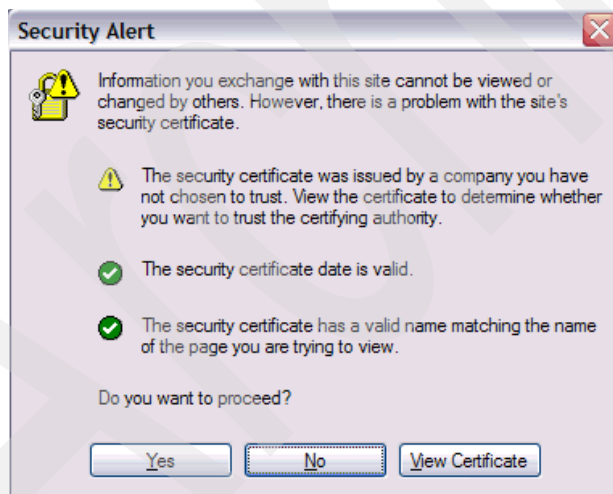 Security Alert
Information you exchange with this site cannot be viewed or
changed by others. However, there is a problem with the site's
security certificate.
The security certificate was issued by a company you have
not chosen to trust. View the certificate to determine whether
you want to trust the certifying authority.
The security certificate date is valid.
The security certificate has a valid name matching the name
of the page you are trying to view.
Do you want to proceed?
Yes No View Certificate